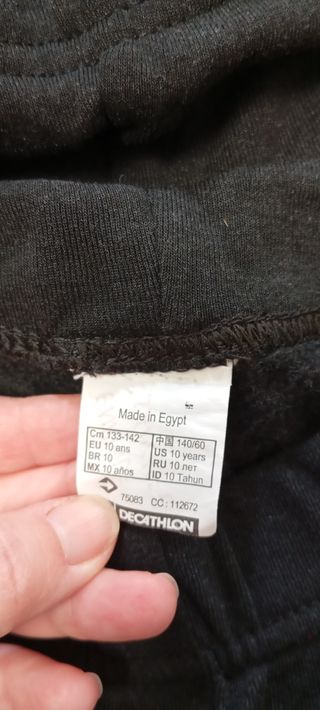 Made in Egypt
Cm 133-142
EU 10 ans
BR 10
MX 10 años
中国 140/60
US 10 years
RU 10 лет
ID 10 Tahun
75083 CC : 112672
DECATHLON